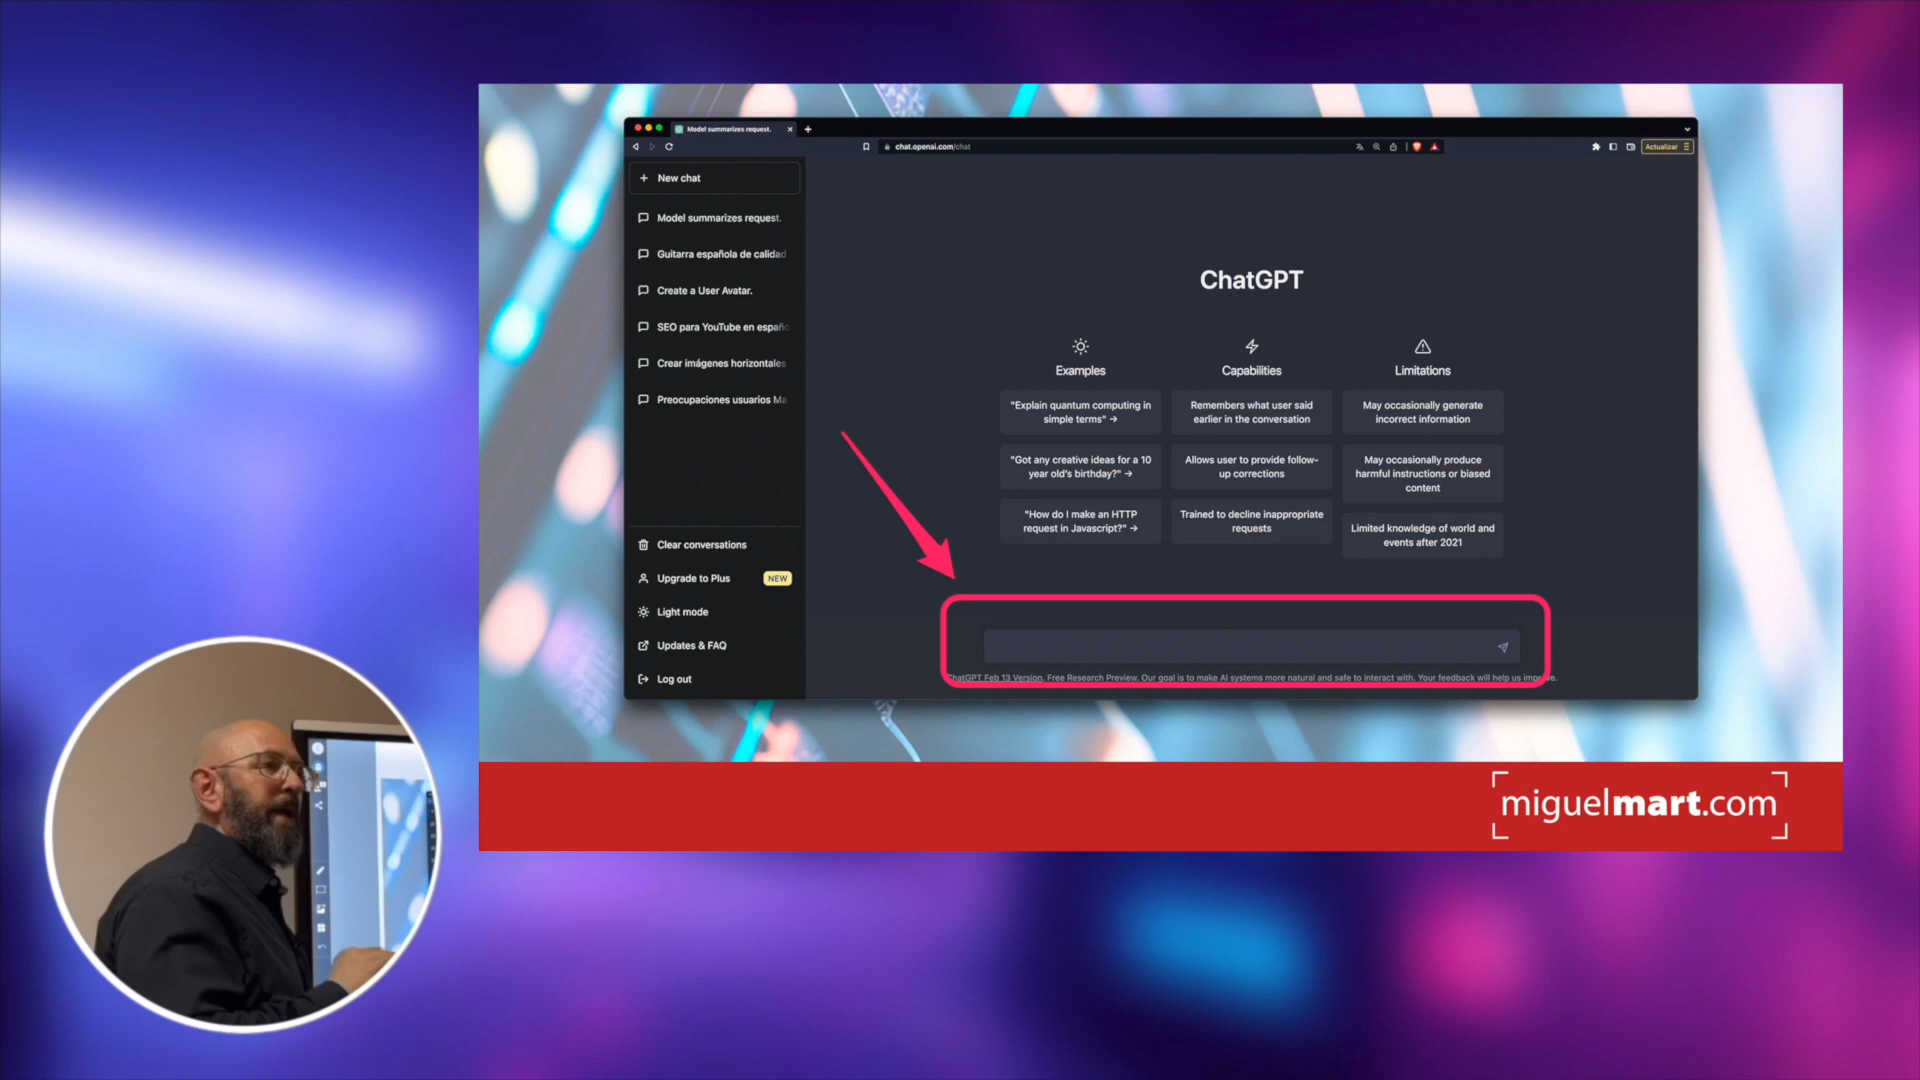 Model summarizes request.
chat.openai.com/chat
Actualizar
New chat
Model summarizes request.
Guitarra española de calidad
Create a User Avatar.
SEO para YouTube en españo
Crear imágenes horizontales
Preocupaciones usuarios Ma
Clear conversations
Upgrade to Plus
NEW
Light mode
Updates & FAQ
Log out
ChatGPT
Examples
"Explain quantum computing in
simple terms" →
"Got any creative ideas for a 10
year old's birthday?" →
"How do I make an HTTP
request in Javascript?" →
Capabilities
Remembers what user said
earlier in the conversation
Allows user to provide follow-
up corrections
Trained to decline inappropriate
requests
Limitations
May occasionally generate
incorrect information
May occasionally produce
harmful instructions or biased
content
Limited knowledge of world and
events after 2021
ChatGPT Feb 13 Version. Free Research Preview. Our goal is to make AI systems more natural and safe to interact with. Your feedback will help us improve.
miguelmart.com